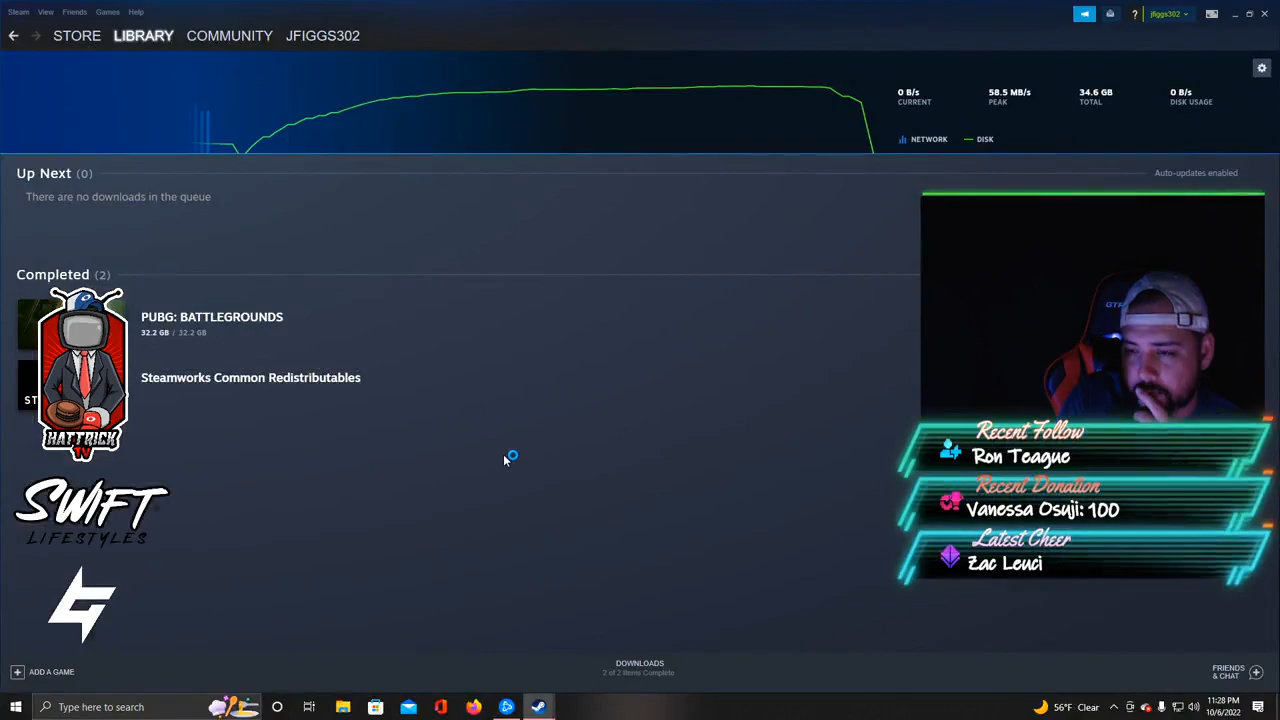 Steam View Friends Games Help
jfiggs302
STORE LIBRARY COMMUNITY JFIGGS302
0 B/s 58.5 MB/s 34.6 GB 0 B/s
CURRENT PEAK TOTAL DISK USAGE
NETWORK DISK
Up Next (0)
Auto-updates enabled
There are no downloads in the queue
Completed (2)
PUBG: BATTLEGROUNDS
32.2 GB / 32.2 GB
Steamworks Common Redistributables
ST
HATTRICK
TV
SWIFT
LIFESTYLES
GTR
Recent Follow
Ron Teague
Recent Donation
Vanessa Osuji: 100
Latest Cheer
Zac Leuci
ADD A GAME
DOWNLOADS
2 of 2 Items Complete
FRIENDS
& CHAT
Type here to search
56°F Clear
11:28 PM
10/6/2022